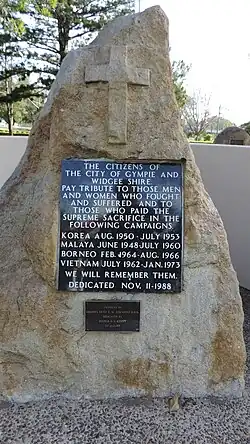 THE CITIZENS OF
THE CITY OF GYMPIE AND
WIDGEE SHIRE.
PAY TRIBUTE TO THOSE MEN
AND WOMEN WHO FOUGHT
AND SUFFERED AND TO
THOSE WHO PAID THE
SUPREME SACRIFICE IN THE
FOLLOWING CAMPAIGNS
KOREA AUG. 1950 - JULY 1953
MALAYA JUNE 1948-JULY 1960
BORNEO FEB. 1964-AUG. 1966
VIETNAM JULY 1962-JAN. 1973
WE WILL REMEMBER THEM.
DEDICATED NOV. 11-1988